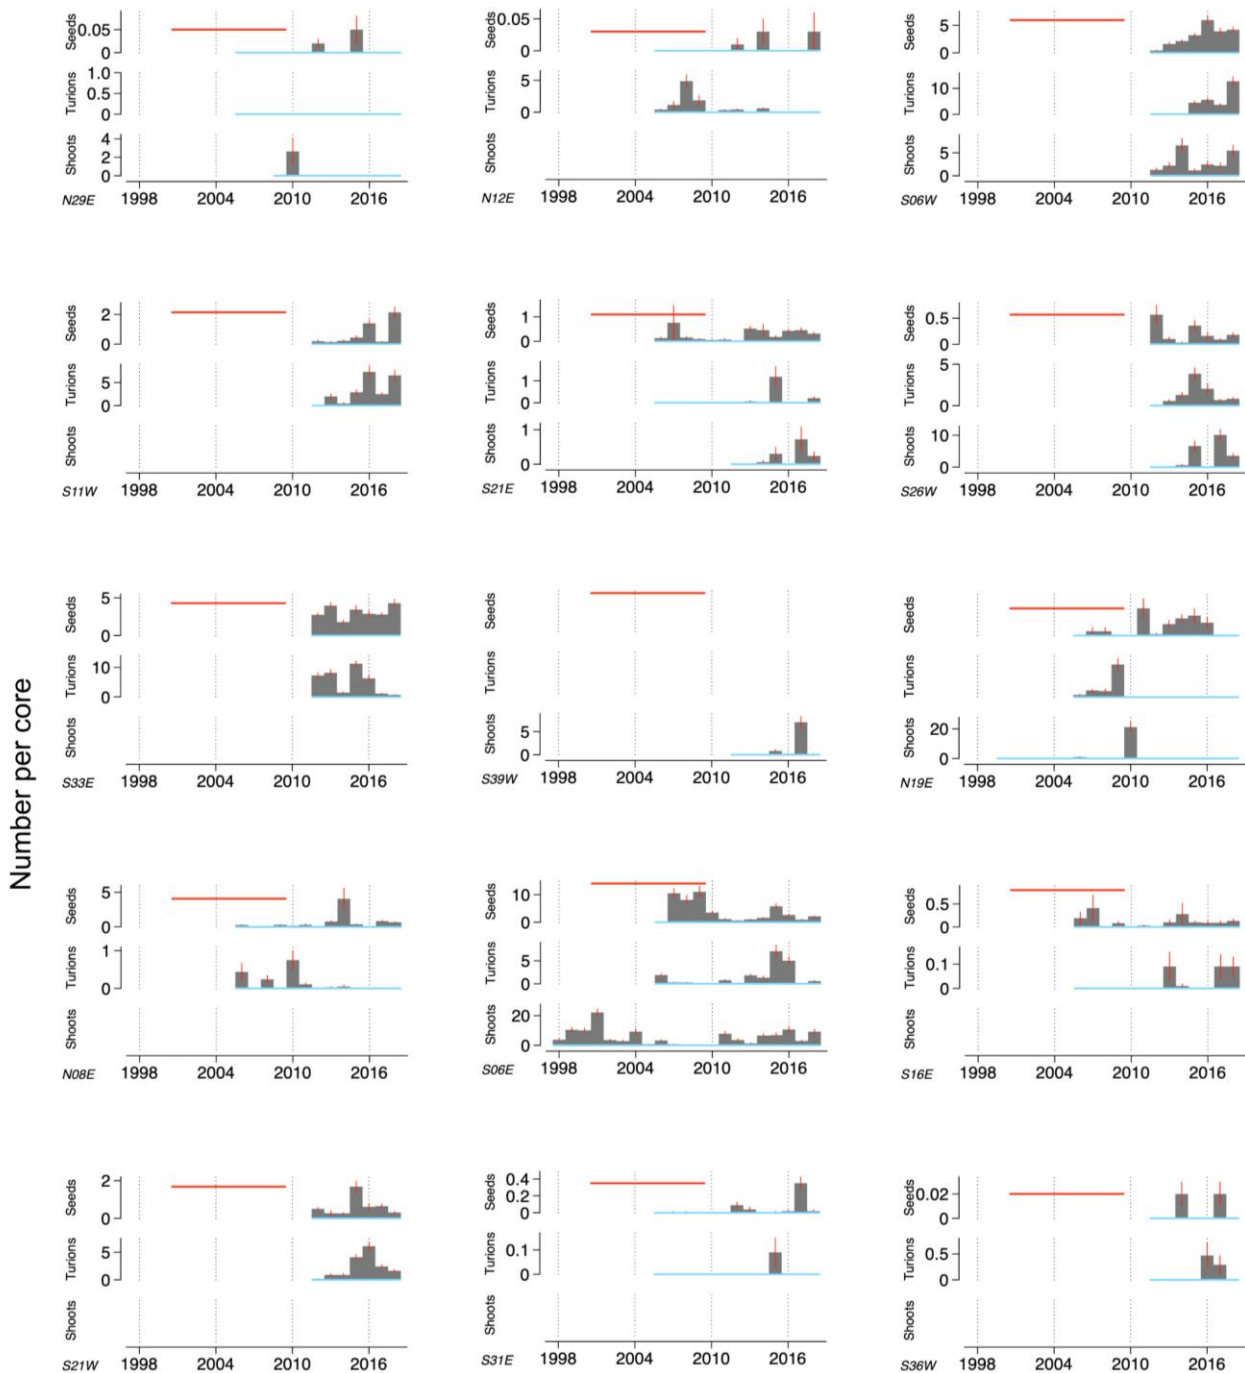 Number per core
Seeds 0.05 0
Turions 1.0 0.5 0
Shoots 4 2 0
N29E 1998 2004 2010 2016
Seeds 0.05 0
Turions 5 0
Shoots
N12E 1998 2004 2010 2016
Seeds 5 0
Turions 10 0
Shoots 5 0
S06W 1998 2004 2010 2016
Seeds 2 0
Turions 5 0
Shoots
S11W 1998 2004 2010 2016
Seeds 1 0
Turions 1 0
Shoots 1 0
S21E 1998 2004 2010 2016
Seeds 0.5 0
Turions 5 0
Shoots 10 0
S26W 1998 2004 2010 2016
Seeds 5 0
Turions 10 0
Shoots
S33E 1998 2004 2010 2016
Seeds
Turions
Shoots 5 0
S39W 1998 2004 2010 2016
Seeds
Turions
Shoots 20 0
N19E 1998 2004 2010 2016
Seeds 5 0
Turions 1 0
Shoots
N08E 1998 2004 2010 2016
Seeds 10 0
Turions 5 0
Shoots 20 0
S06E 1998 2004 2010 2016
Seeds 0.5 0
Turions 0.1 0
Shoots
S16E 1998 2004 2010 2016
Seeds 2 0
Turions 5 0
Shoots
S21W 1998 2004 2010 2016
Seeds 0.4 0.2 0
Turions 0.1 0
Shoots
S31E 1998 2004 2010 2016
Seeds 0.02 0
Turions 0.5 0
Shoots
S36W 1998 2004 2010 2016